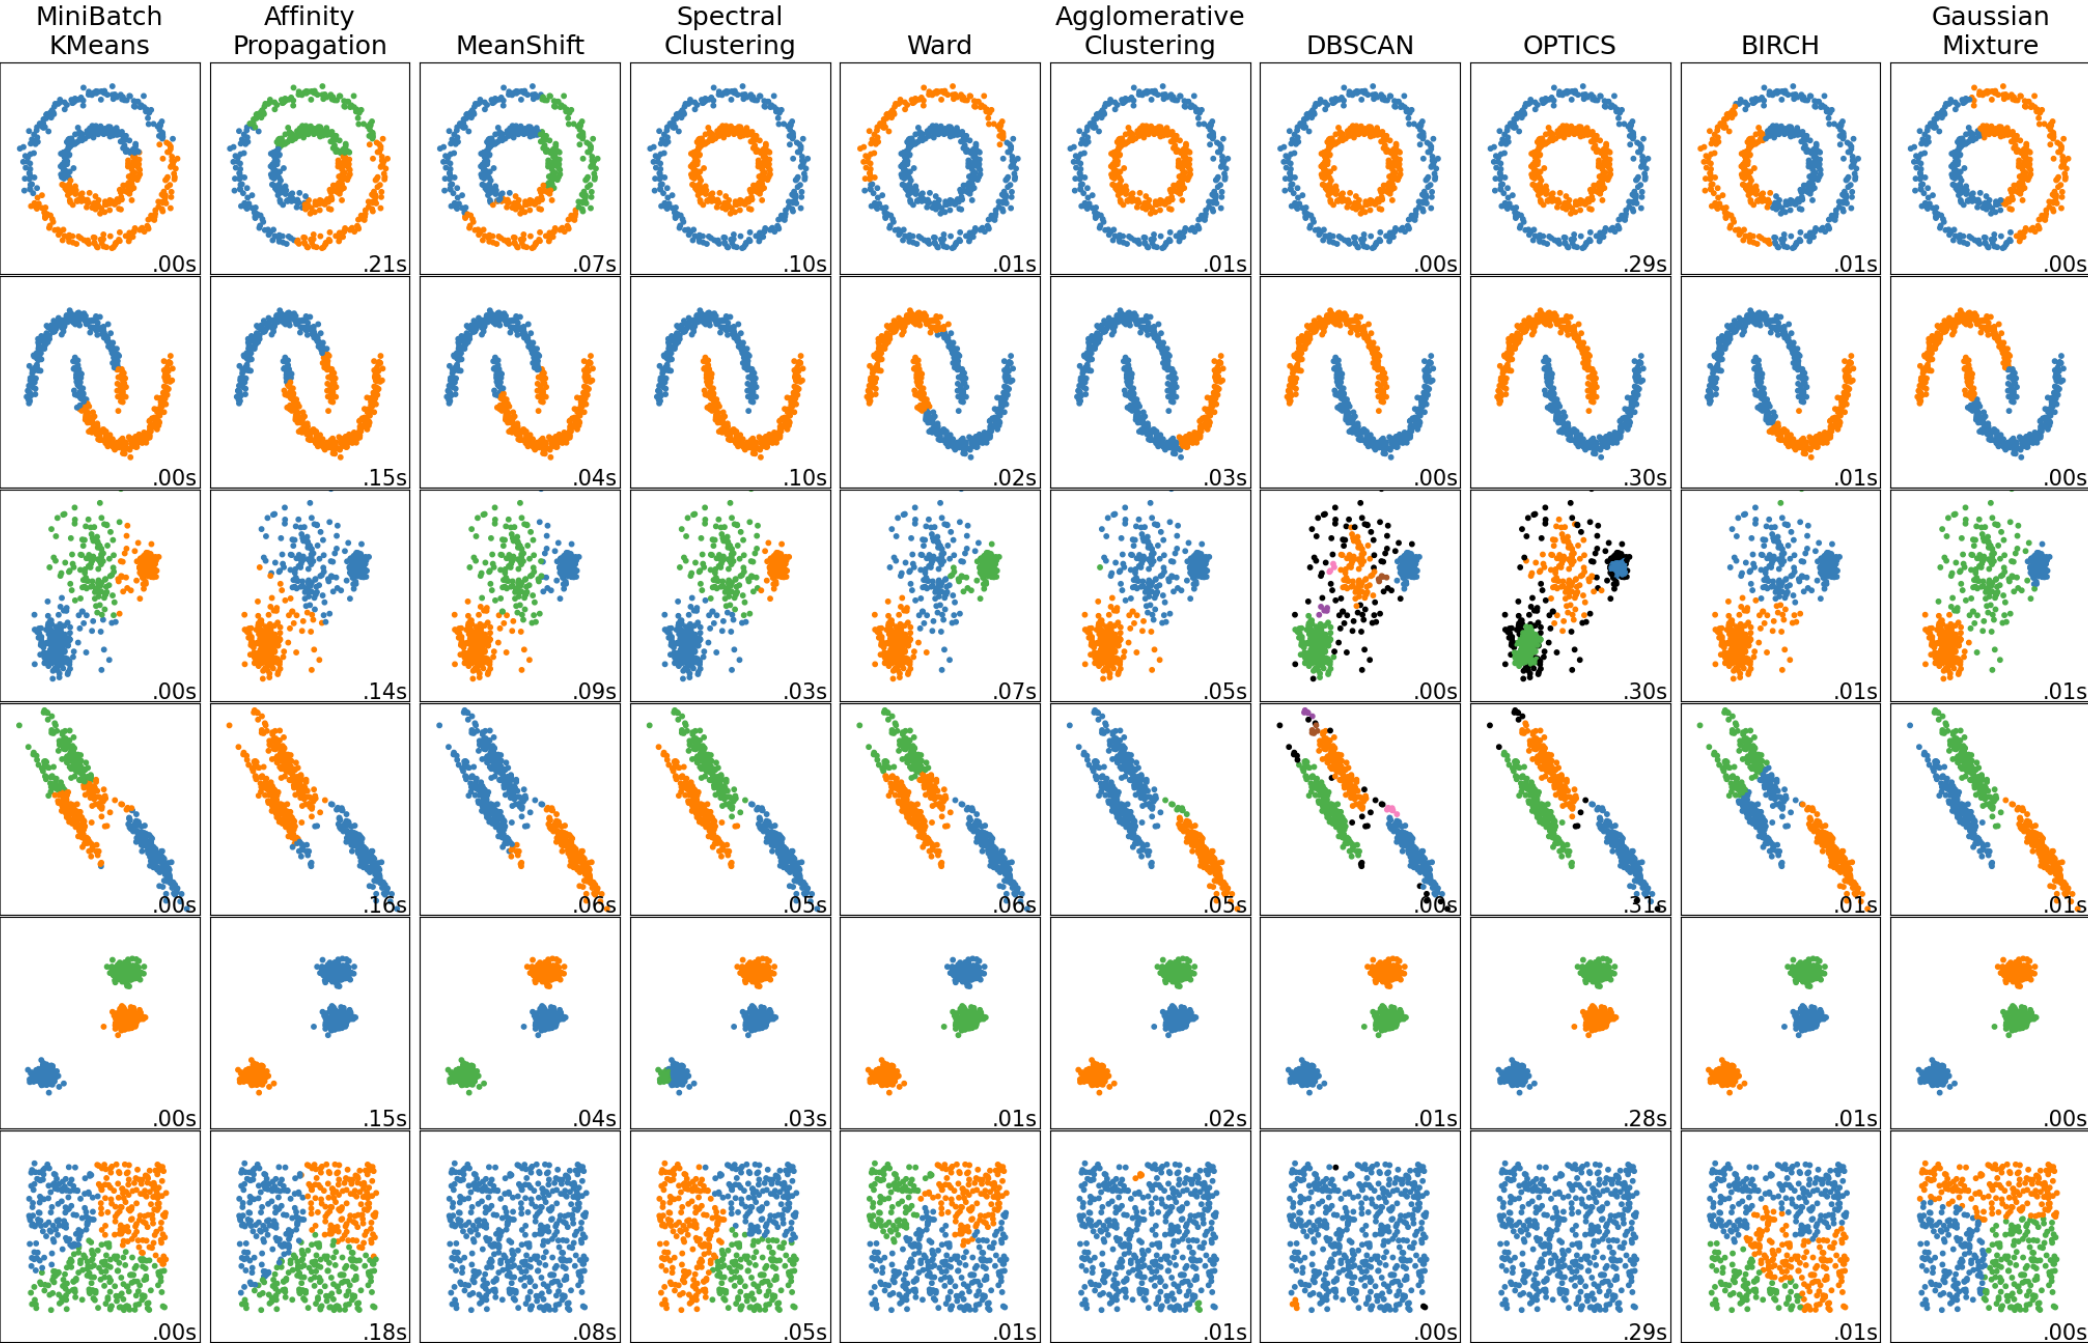 MiniBatch
KMeans
Affinity
Propagation
MeanShift
Spectral
Clustering
Ward
Agglomerative
Clustering
DBSCAN
OPTICS
BIRCH
Gaussian
Mixture
.00s
.21s
.07s
.10s
.01s
.01s
.00s
.29s
.01s
.00s
.00s
.15s
.04s
.10s
.02s
.03s
.00s
.30s
.01s
.00s
.00s
.14s
.09s
.03s
.07s
.05s
.00s
.30s
.01s
.01s
.00s
.16s
.06s
.05s
.06s
.05s
.00s
.31s
.01s
.01s
.00s
.15s
.04s
.03s
.01s
.02s
.01s
.28s
.01s
.00s
.00s
.18s
.08s
.05s
.01s
.01s
.00s
.29s
.01s
.00s